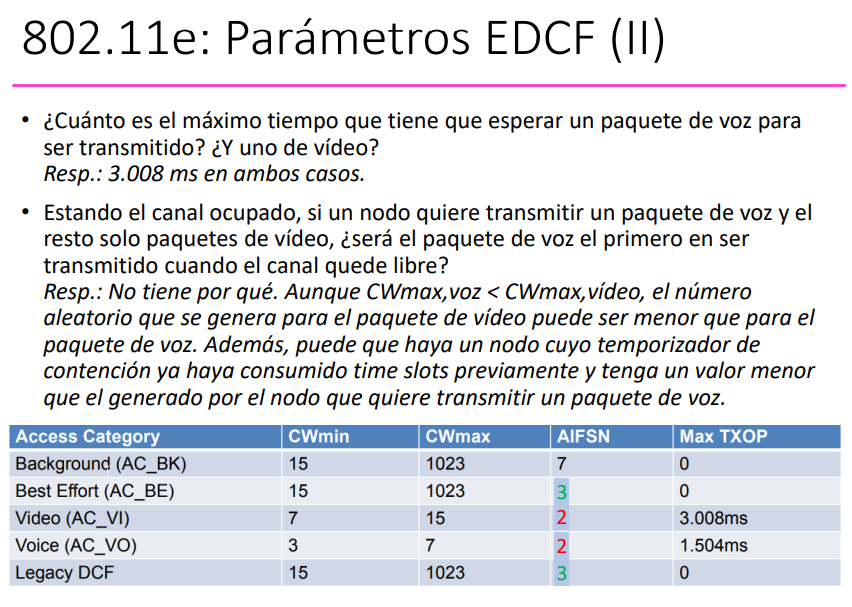 802.11e: Parámetros EDCF (II)
• ¿Cuánto es el máximo tiempo que tiene que esperar un paquete de voz para
ser transmitido? ¿Y uno de vídeo?
Resp.: 3.008 ms en ambos casos.
• Estando el canal ocupado, si un nodo quiere transmitir un paquete de voz y el
resto solo paquetes de vídeo, ¿será el paquete de voz el primero en ser
transmitido cuando el canal quede libre?
Resp.: No tiene por qué. Aunque CWmax,voz < CWmax,vídeo, el número
aleatorio que se genera para el paquete de vídeo puede ser menor que para el
paquete de voz. Además, puede que haya un nodo cuyo temporizador de
contención ya haya consumido time slots previamente y tenga un valor menor
que el generado por el nodo que quiere transmitir un paquete de voz.
Access Category CWmin CWmax AIFSN Max TXOP
Background (AC_BK) 15 1023 7 0
Best Effort (AC_BE) 15 1023 3 0
Video (AC_VI) 7 15 2 3.008ms
Voice (AC_VO) 3 7 2 1.504ms
Legacy DCF 15 1023 3 0